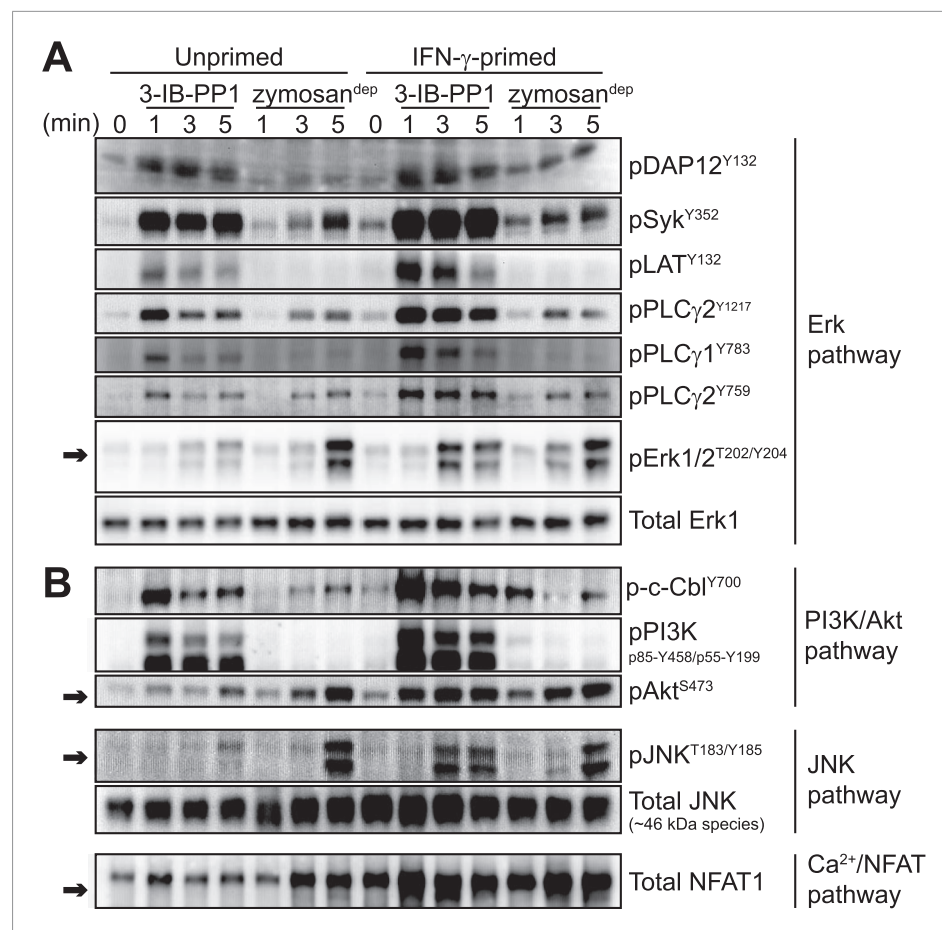 A
Unprimed IFN-γ-primed
3-IB-PP1 zymosan^dep 3-IB-PP1 zymosan^dep
(min) 0 1 3 5 1 3 5 0 1 3 5 1 3 5
pDAP12^Y132
pSyk^Y352
pLAT^Y132
pPLCγ2^Y1217
pPLCγ1^Y783
pPLCγ2^Y759
pErk1/2^T202/Y204
Total Erk1
Erk
pathway
B
p-c-Cbl^Y700
pPI3K
p85-Y458/p55-Y199
pAkt^S473
PI3K/Akt
pathway
pJNK^T183/Y185
Total JNK
(~46 kDa species)
JNK
pathway
Total NFAT1
Ca²⁺/NFAT
pathway